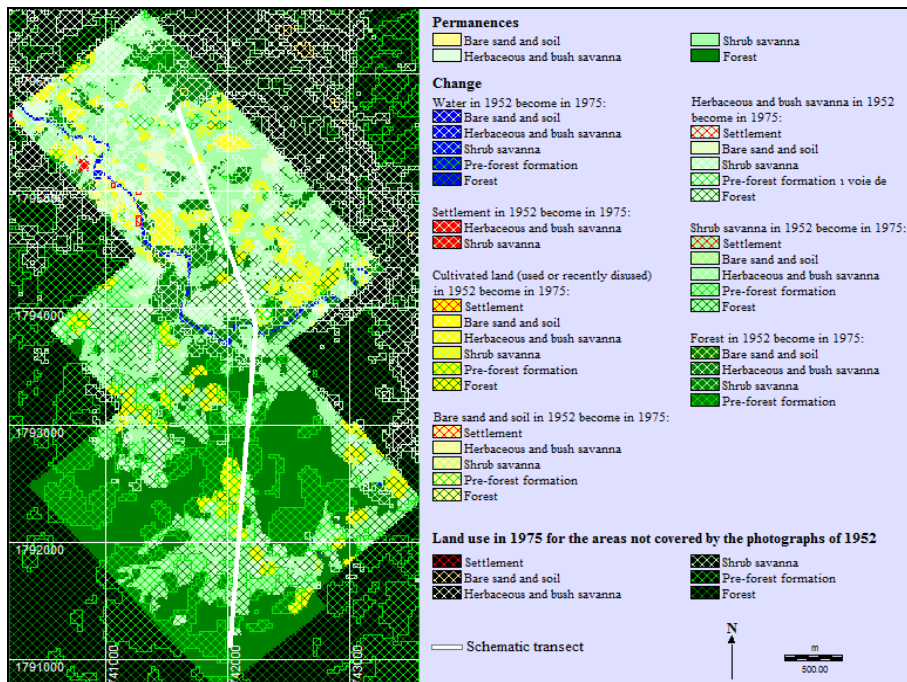 Permanences
Bare sand and soil
Herbaceous and bush savanna
Shrub savanna
Forest
Change
Water in 1952 become in 1975:
Bare sand and soil
Herbaceous and bush savanna
Shrub savanna
Pre-forest formation
Forest
Settlement in 1952 become in 1975:
Herbaceous and bush savanna
Shrub savanna
Cultivated land (used or recently disused)
in 1952 become in 1975:
Settlement
Bare sand and soil
Herbaceous and bush savanna
Shrub savanna
Pre-forest formation
Forest
Bare sand and soil in 1952 become in 1975:
Settlement
Herbaceous and bush savanna
Shrub savanna
Pre-forest formation
Forest
Herbaceous and bush savanna in 1952
become in 1975:
Settlement
Bare sand and soil
Shrub savanna
Pre-forest formation ı voie de
Forest
Shrub savanna in 1952 become in 1975:
Settlement
Bare sand and soil
Herbaceous and bush savanna
Pre-forest formation
Forest
Forest in 1952 become in 1975:
Bare sand and soil
Herbaceous and bush savanna
Shrub savanna
Pre-forest formation
Land use in 1975 for the areas not covered by the photographs of 1952
Settlement
Bare sand and soil
Herbaceous and bush savanna
Shrub savanna
Pre-forest formation
Forest
Schematic transect
N
m
500.00
1794000
1793000
1792000
1791000
741000
742000
743000